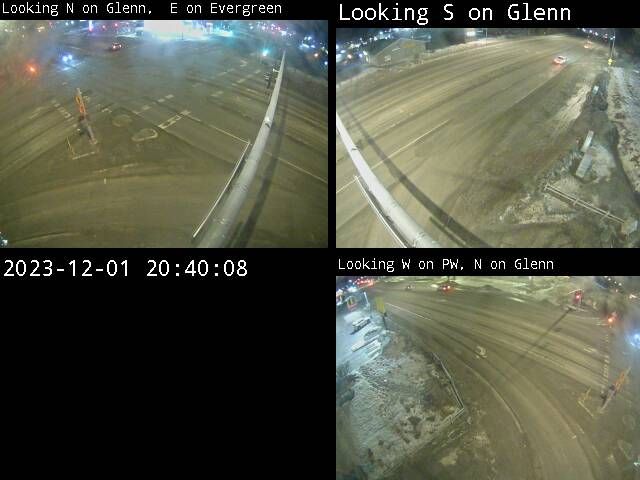 Looking N on Glenn, E on Evergreen
Looking S on Glenn
2023-12-01 20:40:08
Looking W on PW, N on Glenn